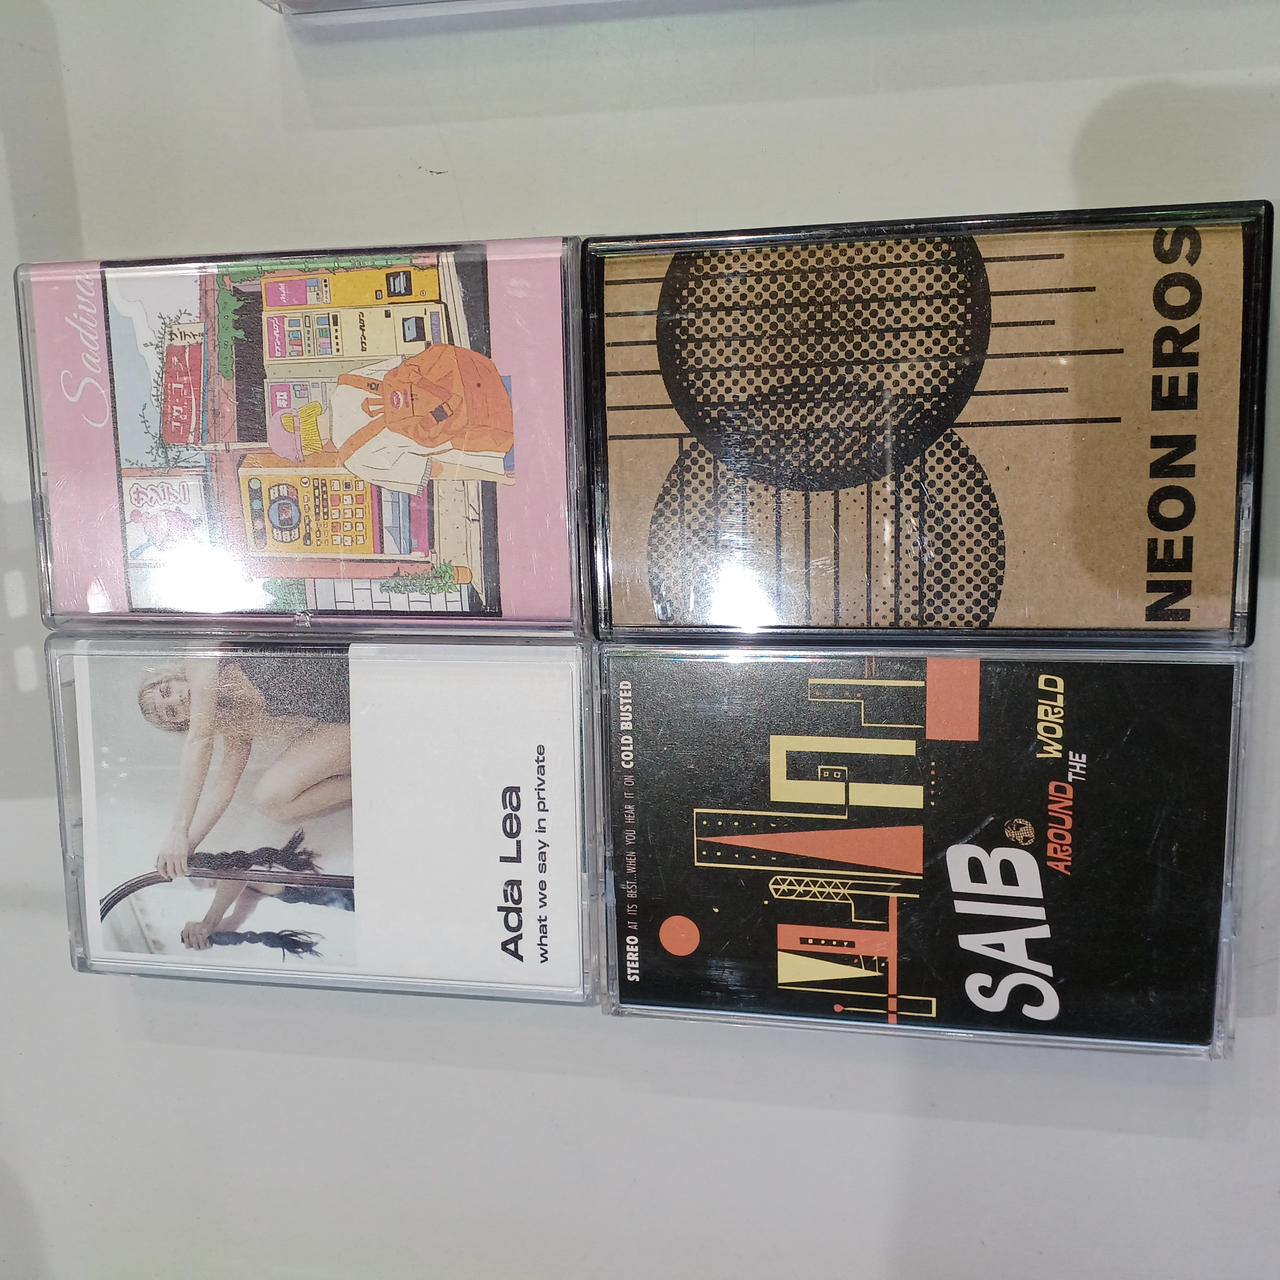 Sadiva
Ada Lea
what we say in private
NEON EROS
STEREO AT ITS BEST...WHEN YOU HEAR IT ON COLD BUSTED
SAIB
AROUND
THE
WORLD